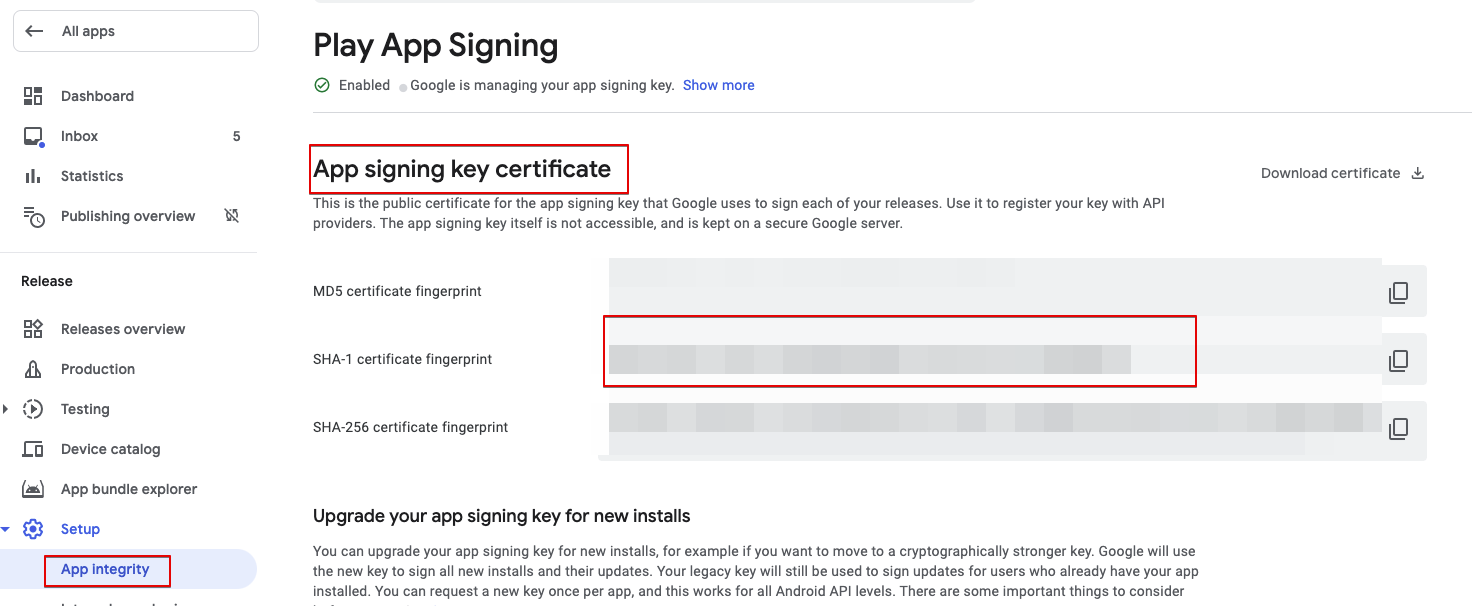 All apps
Dashboard
Inbox 5
Statistics
Publishing overview
Release
Releases overview
Production
Testing
Device catalog
App bundle explorer
Setup
App integrity
Play App Signing
Enabled Google is managing your app signing key. Show more
App signing key certificate
Download certificate
This is the public certificate for the app signing key that Google uses to sign each of your releases. Use it to register your key with API
providers. The app signing key itself is not accessible, and is kept on a secure Google server.
MD5 certificate fingerprint
SHA-1 certificate fingerprint
SHA-256 certificate fingerprint
Upgrade your app signing key for new installs
You can upgrade your app signing key for new installs, for example if you want to move to a cryptographically stronger key. Google will use
the new key to sign all new installs and their updates. Your legacy key will still be used to sign updates for users who already have your app
installed. You can request a new key once per app, and this works for all Android API levels. There are some important things to consider